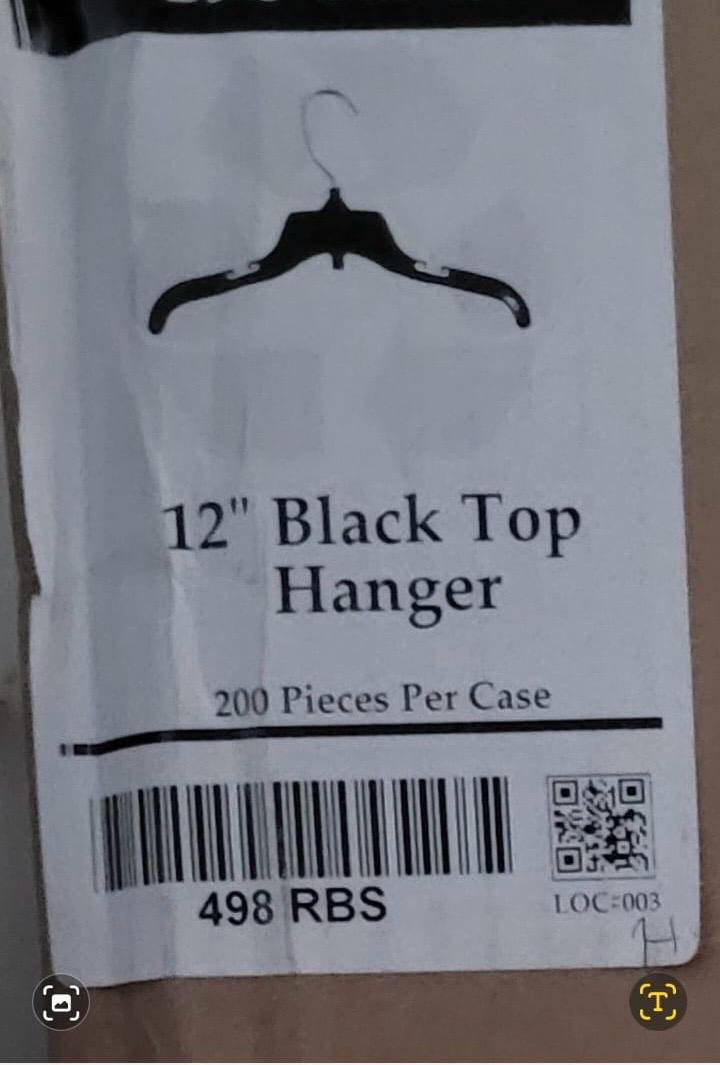 12" Black Top
Hanger
200 Pieces Per Case
498 RBS
LOC=003
H